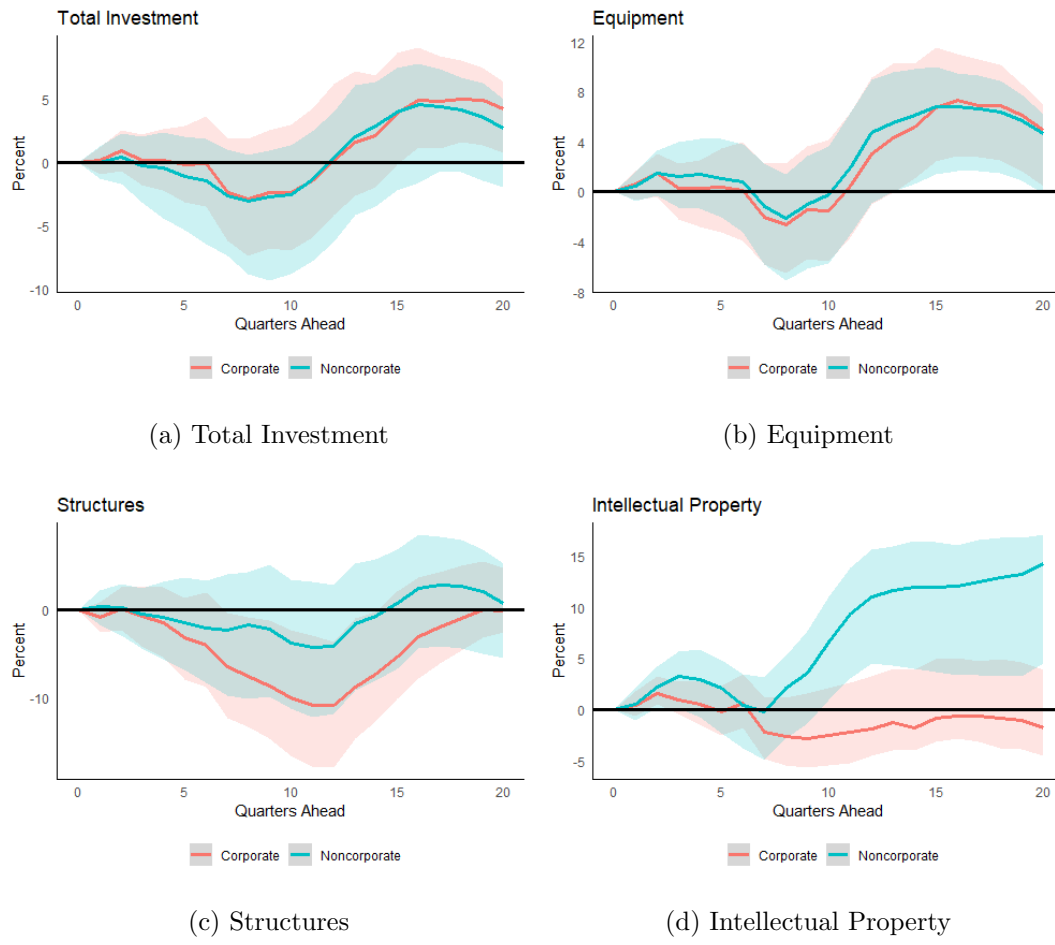 Total Investment
5
0
-5
-10
Percent
0 5 10 15 20
Quarters Ahead
Corporate Noncorporate
(a) Total Investment
Equipment
12
8
4
0
-4
-8
Percent
0 5 10 15 20
Quarters Ahead
Corporate Noncorporate
(b) Equipment
Structures
0
-10
Percent
0 5 10 15 20
Quarters Ahead
Corporate Noncorporate
(c) Structures
Intellectual Property
15
10
5
0
-5
Percent
0 5 10 15 20
Quarters Ahead
Corporate Noncorporate
(d) Intellectual Property